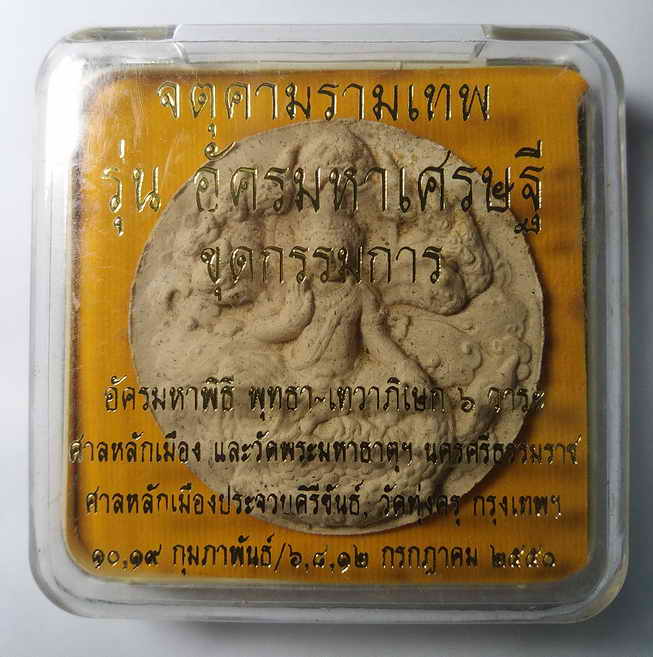 จตุคามรามเทพ
รุ่น อัครมหาเศรษฐี
ชุดกรรมการ
อัครมหาพิธี พุทธา-เทวาภิเษก ๖ วาระ
ศาลหลักเมือง และวัดพระมหาธาตุฯ นครศรีธรรมราช
ศาลหลักเมืองประจวบคีรีขันธ์, วัดทุ่งครุ กรุงเทพฯ
๑๐,๑๙ กุมภาพันธ์/๖,๘,๑๒ กรกฎาคม ๒๕๕๐